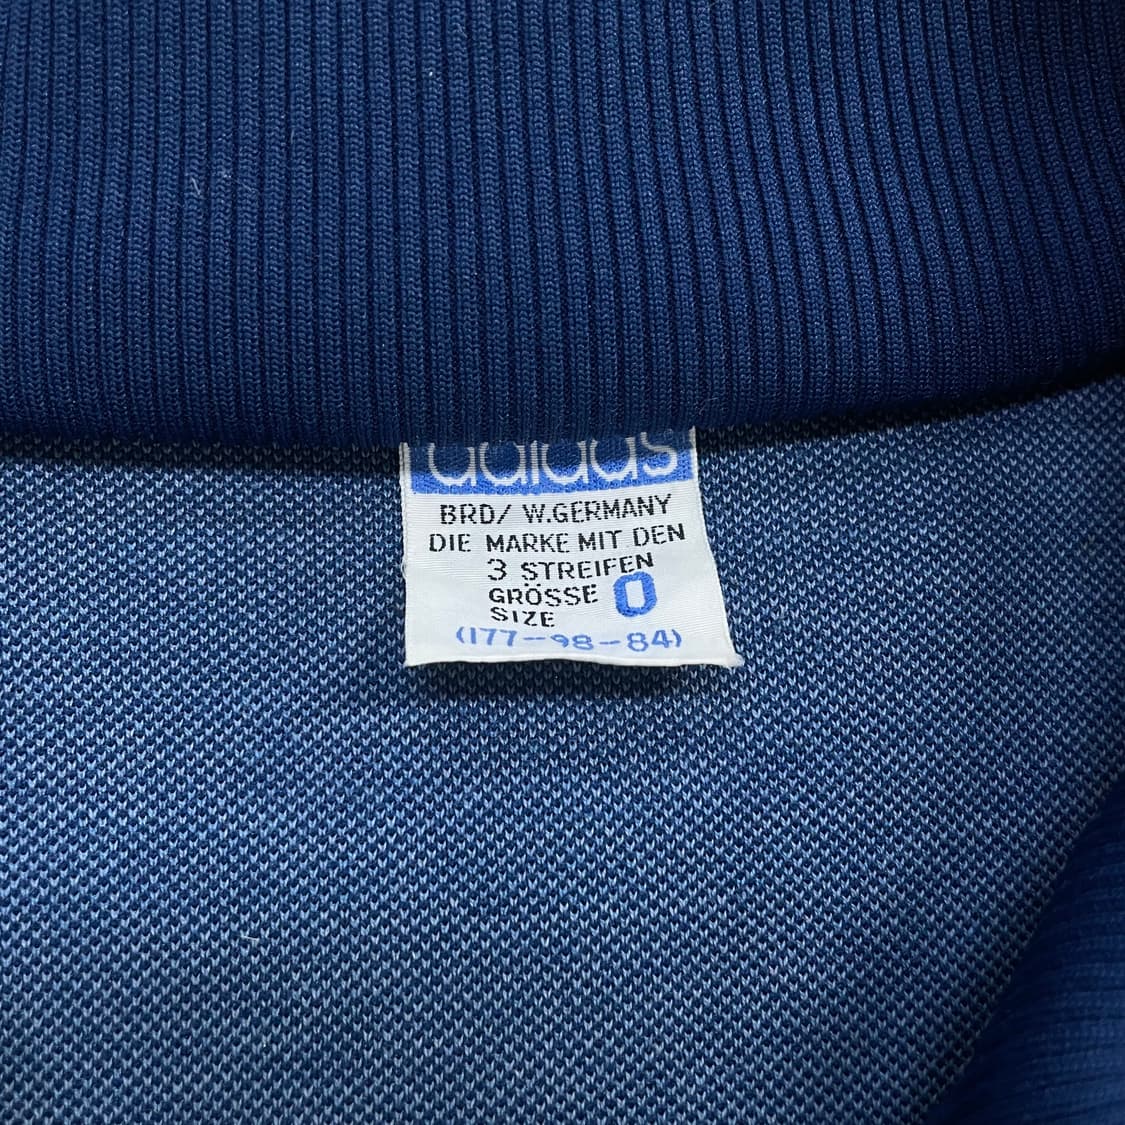 adidas
BRD/ W.GERMANY
DIE MARKE MIT DEN
3 STREIFEN
GRÖSSE 0
SIZE
(177-98-84)